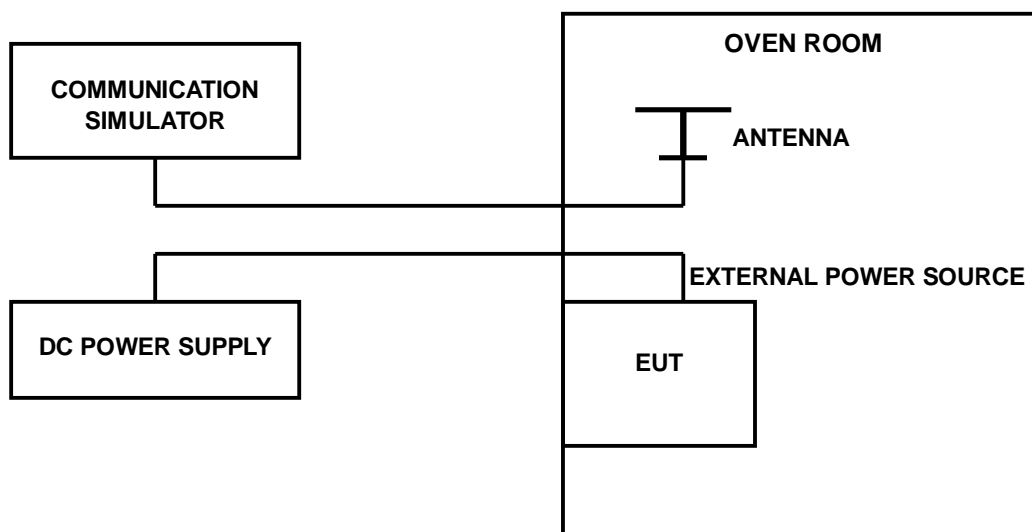 OVEN ROOM
COMMUNICATION
SIMULATOR
ANTENNA
EXTERNAL POWER SOURCE
DC POWER SUPPLY
EUT